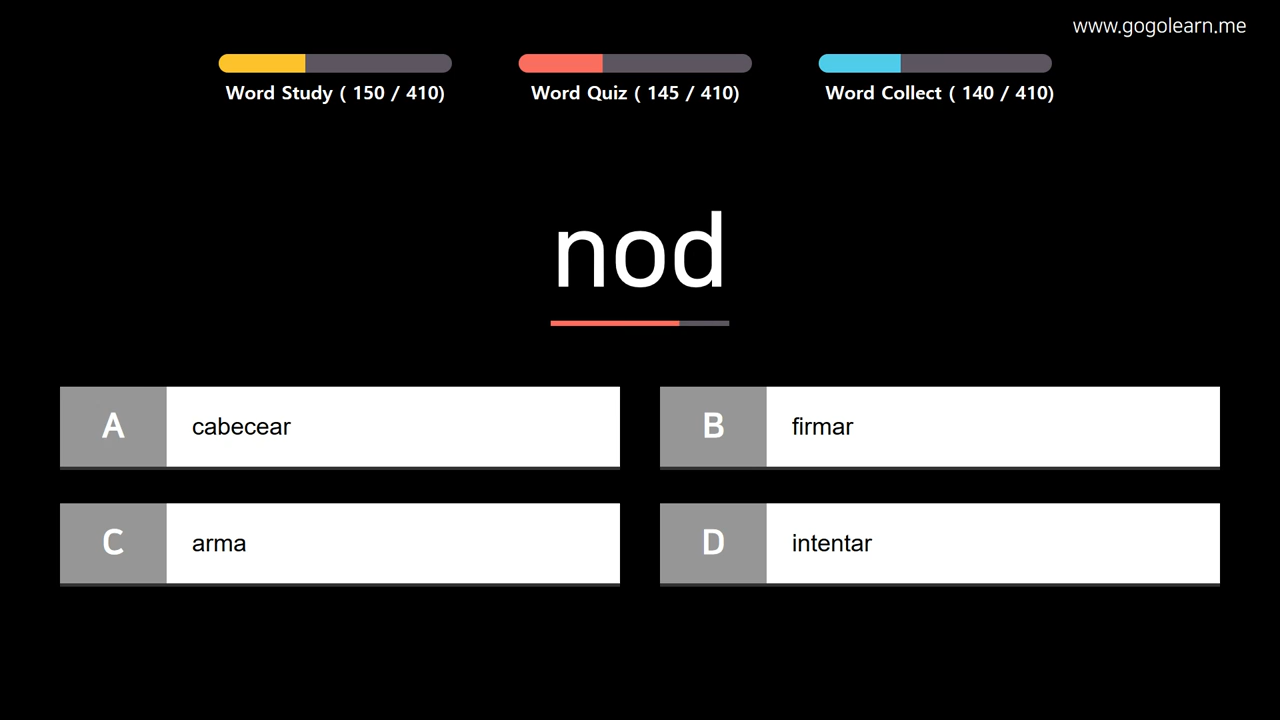 www.gogolearn.me
Word Study ( 150 / 410)
Word Quiz ( 145 / 410)
Word Collect ( 140 / 410)
nod
A cabecear
B firmar
C arma
D intentar